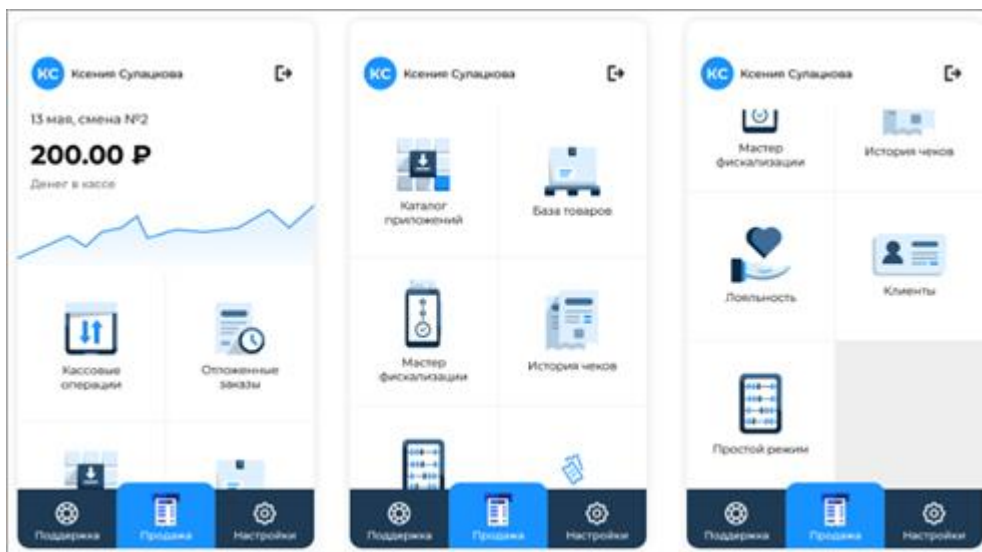 КС Ксения Сулацкова
13 мая, смена №2
200.00 ₽
Денег в кассе
Кассовые
операции
Отложенные
заказы
Поддержка
Продажа
Настройки
КС Ксения Сулацкова
Каталог
приложений
База товаров
Мастер
фискализации
История чеков
Поддержка
Продажа
Настройки
КС Ксения Сулацкова
Мастер
фискализации
История чеков
Лояльность
Клиенты
Простой режим
Поддержка
Продажа
Настройки